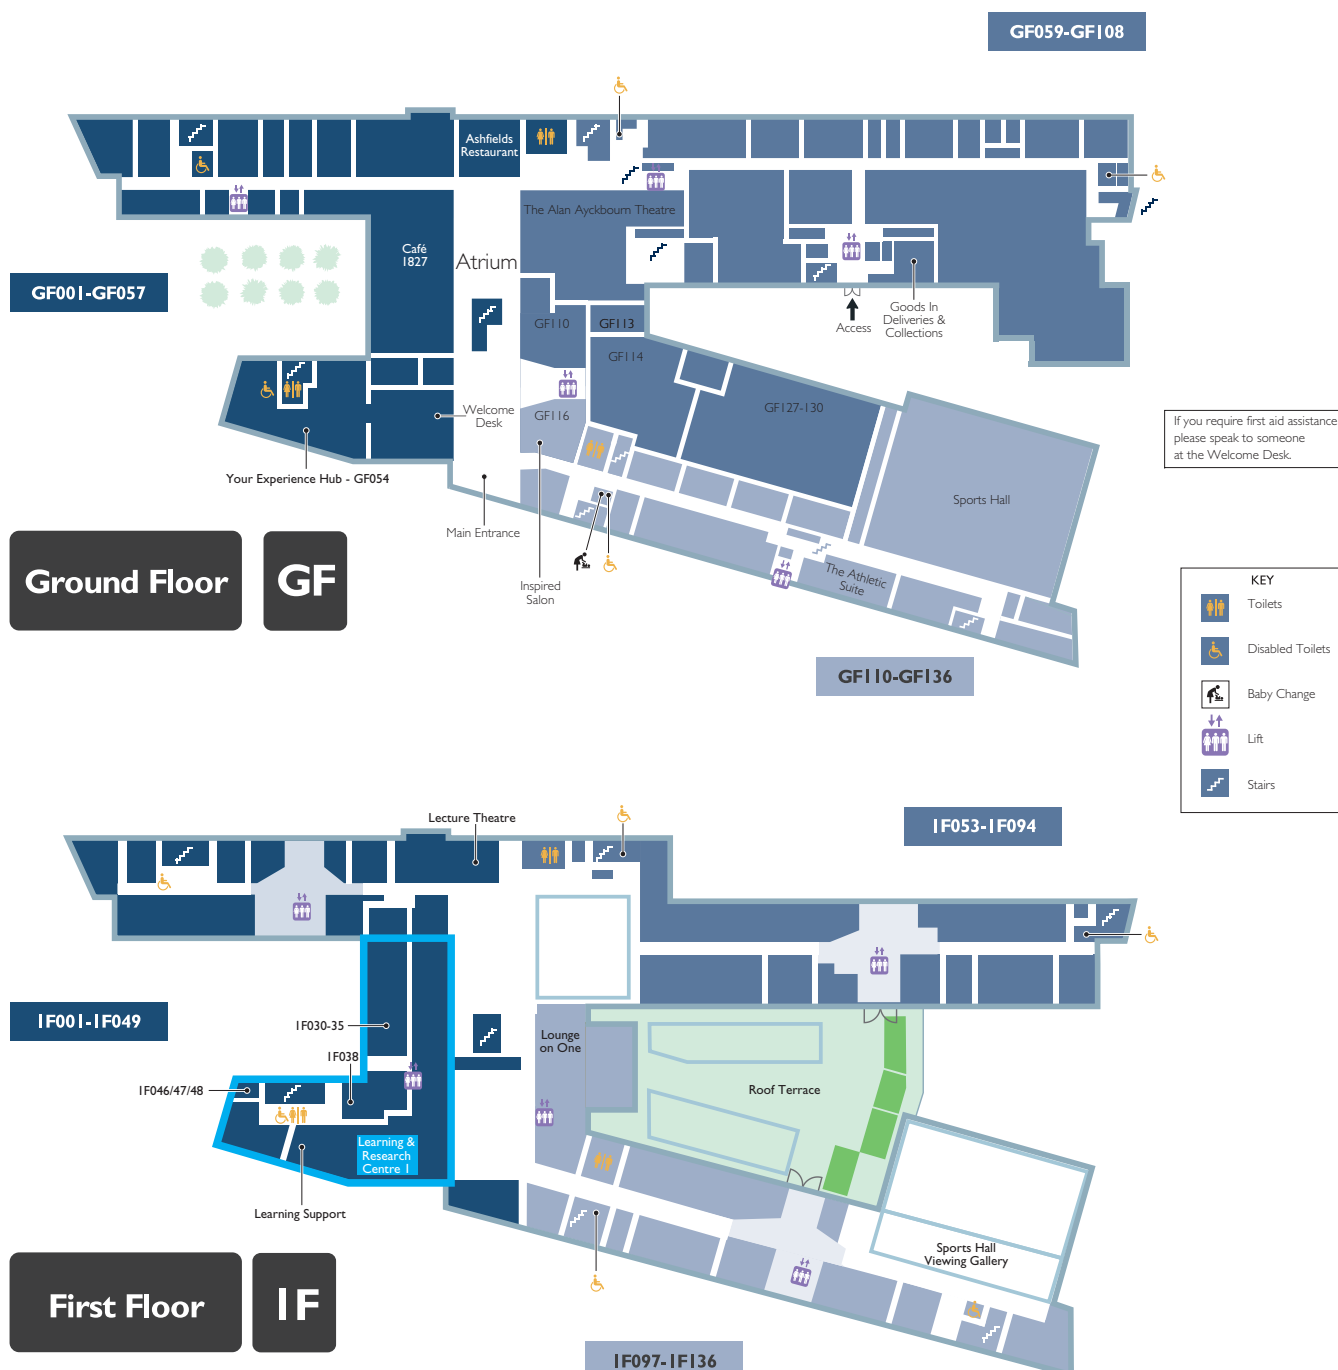 GF059-GF108
Ashfields
Restaurant
The Alan Ayckbourn Theatre
Café
1827
Atrium
GF001-GF057
GF110
GF113
Goods In
Deliveries &
Collections
Access
GF114
GF127-130
GF116
Welcome
Desk
If you require first aid assistance
please speak to someone
at the Welcome Desk.
Your Experience Hub - GF054
Sports Hall
Main Entrance
Ground Floor
GF
Inspired
Salon
The Athletic
Suite
KEY
Toilets
Disabled Toilets
Baby Change
Lift
Stairs
GF110-GF136
Lecture Theatre
1F053-1F094
1F001-1F049
1F030-35
1F038
Lounge
on One
1F046/47/48
Roof Terrace
Learning &
Research
Centre 1
Learning Support
Sports Hall
Viewing Gallery
First Floor
1F
1F097-1F136